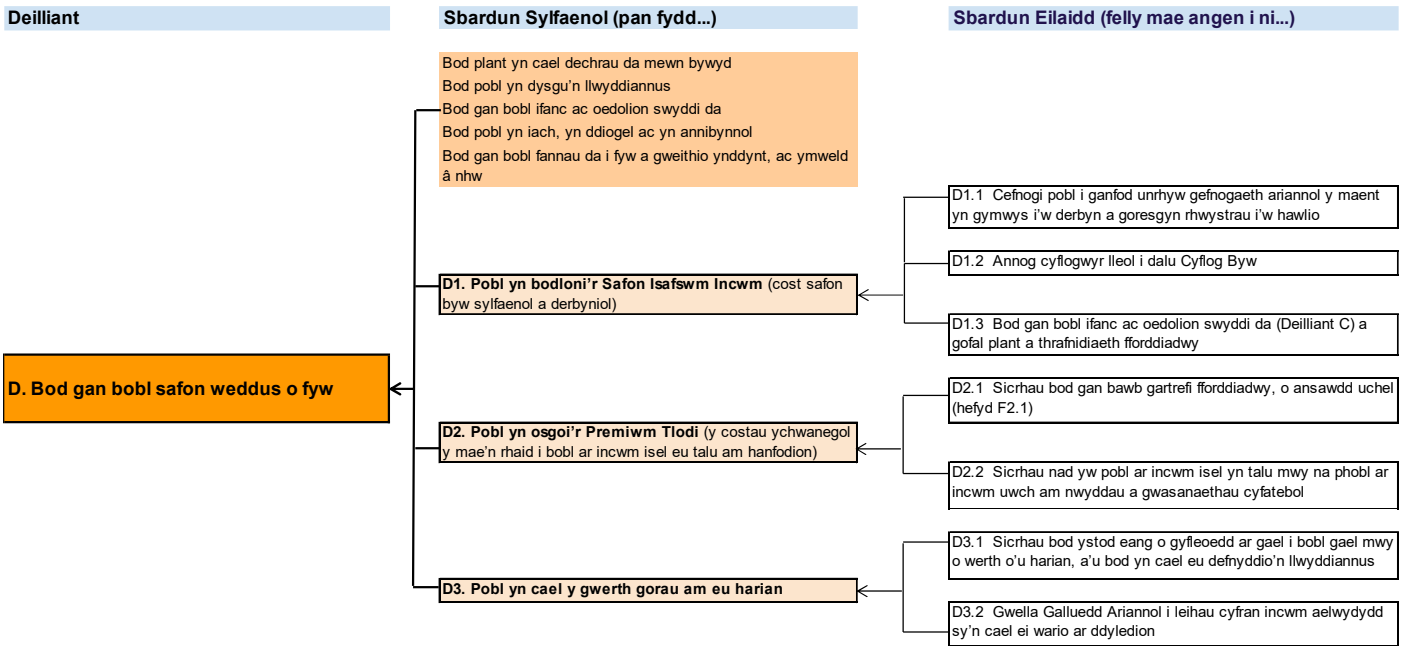 Deilliant
Sbardun Sylfaenol (pan fydd...)
Sbardun Eilaidd (felly mae angen i ni...)
Bod plant yn cael dechrau da mewn bywyd
Bod pobl yn dysgu'n llwyddiannus
Bod gan bobl ifanc ac oedolion swyddi da
Bod pobl yn iach, yn ddiogel ac yn annibynnol
Bod gan bobl fannau da i fyw a gweithio ynddynt, ac ymweld
â nhw
D1.1 Cefnogi pobl i ganfod unrhyw gefnogaeth ariannol y maent
yn gymwys i'w derbyn a goresgyn rhwystrau i'w hawlio
D1.2 Annog cyflogwyr lleol i dalu Cyflog Byw
D1. Pobl yn bodloni'r Safon Isafswm Incwm (cost safon
byw sylfaenol a derbyniol)
D1.3 Bod gan bobl ifanc ac oedolion swyddi da (Deilliant C) a
gofal plant a thrafnidiaeth fforddiadwy
D. Bod gan bobl safon weddus o fyw
D2.1 Sicrhau bod gan bawb gartrefi fforddiadwy, o ansawdd uchel
(hefyd F2.1)
D2. Pobl yn osgoi'r Premiwm Tlodi (y costau ychwanegol
y mae'n rhaid i bobl ar incwm isel eu talu am hanfodion)
D2.2 Sicrhau nad yw pobl ar incwm isel yn talu mwy na phobl ar
incwm uwch am nwyddau a gwasanaethau cyfatebol
D3.1 Sicrhau bod ystod eang o gyfleoedd ar gael i bobl gael mwy
o werth o'u harian, a'u bod yn cael eu defnyddio'n llwyddiannus
D3. Pobl yn cael y gwerth gorau am eu harian
D3.2 Gwella Galluedd Ariannol i leihau cyfran incwm aelwydydd
sy'n cael ei wario ar ddyledion